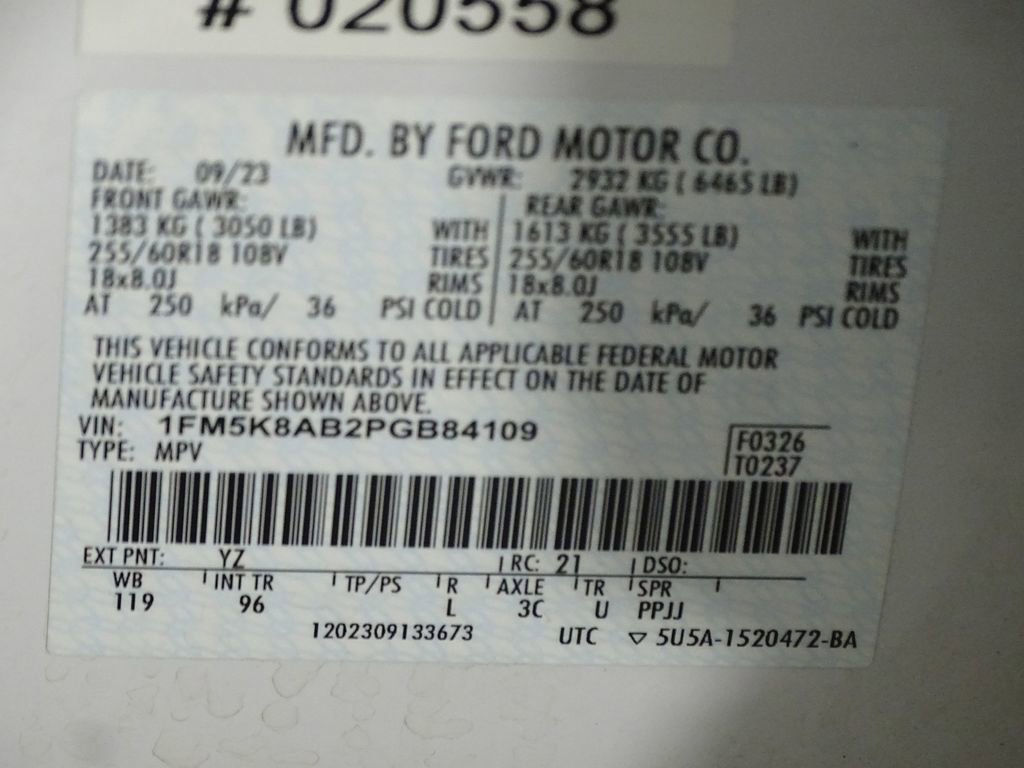 # 020558
MFD. BY FORD MOTOR CO.
DATE: 09/23 GVWR: 2932 KG ( 6465 LB)
FRONT GAWR: REAR GAWR:
1383 KG ( 3050 LB) WITH 1613 KG ( 3555 LB) WITH
255/60R18 108V TIRES 255/60R18 108V TIRES
18x8.0J RIMS 18x8.0J RIMS
AT 250 kPa/ 36 PSI COLD AT 250 kPa/ 36 PSI COLD
THIS VEHICLE CONFORMS TO ALL APPLICABLE FEDERAL MOTOR
VEHICLE SAFETY STANDARDS IN EFFECT ON THE DATE OF
MANUFACTURE SHOWN ABOVE.
VIN: 1FM5K8AB2PGB84109
TYPE: MPV
F0326
T0237
EXT PNT: YZ RC: 21 DSO:
WB INT TR TP/PS R AXLE TR SPR
119 96 L 3C U PPJJ
1202309133673 UTC ▽ 5U5A-1520472-BA